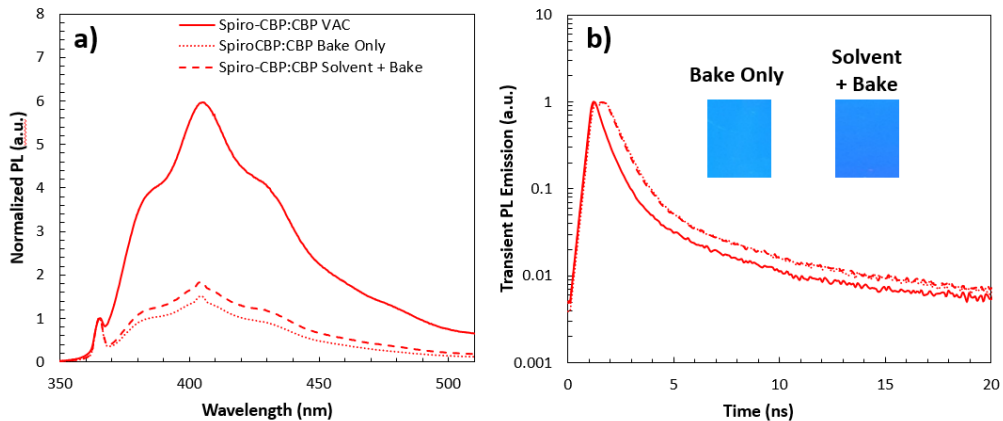 a)
Spiro-CBP:CBP VAC
SpiroCBP:CBP Bake Only
Spiro-CBP:CBP Solvent + Bake
Normalized PL (a.u.)
8
7
6
5
4
3
2
1
0
350
400
450
500
Wavelength (nm)
b)
Bake Only
Solvent
+ Bake
Transient PL Emission (a.u.)
10
1
0.1
0.01
0.001
0
5
10
15
20
Time (ns)